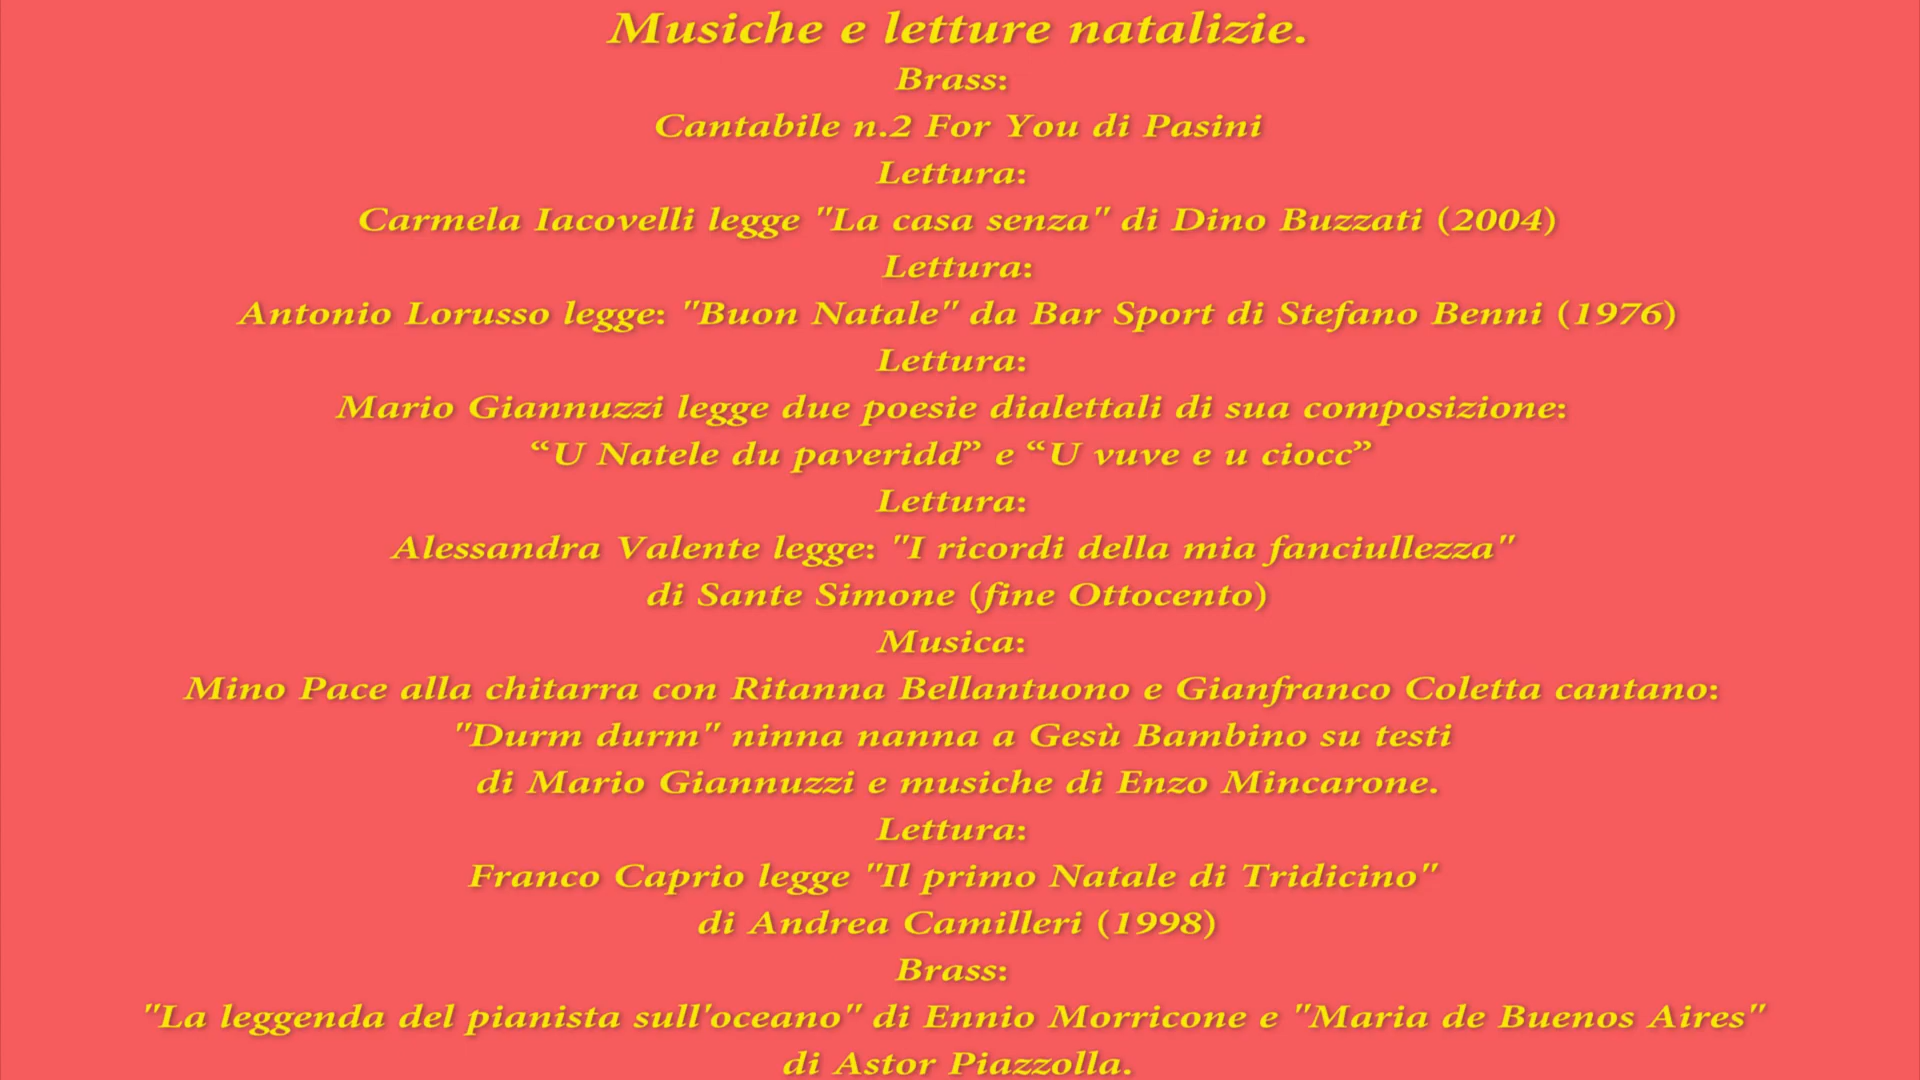 Musiche e letture natalizie.
Brass:
Cantabile n.2 For You di Pasini
Lettura:
Carmela Iacovelli legge "La casa senza" di Dino Buzzati (2004)
Lettura:
Antonio Lorusso legge: "Buon Natale" da Bar Sport di Stefano Benni (1976)
Lettura:
Mario Giannuzzi legge due poesie dialettali di sua composizione:
“U Natele du paveridd” e “U vuve e u ciocc”
Lettura:
Alessandra Valente legge: "I ricordi della mia fanciullezza"
di Sante Simone (fine Ottocento)
Musica:
Mino Pace alla chitarra con Ritanna Bellantuono e Gianfranco Coletta cantano:
"Durm durm" ninna nanna a Gesù Bambino su testi
di Mario Giannuzzi e musiche di Enzo Mincarone.
Lettura:
Franco Caprio legge "Il primo Natale di Tridicino"
di Andrea Camilleri (1998)
Brass:
"La leggenda del pianista sull'oceano" di Ennio Morricone e "Maria de Buenos Aires"
di Astor Piazzolla.